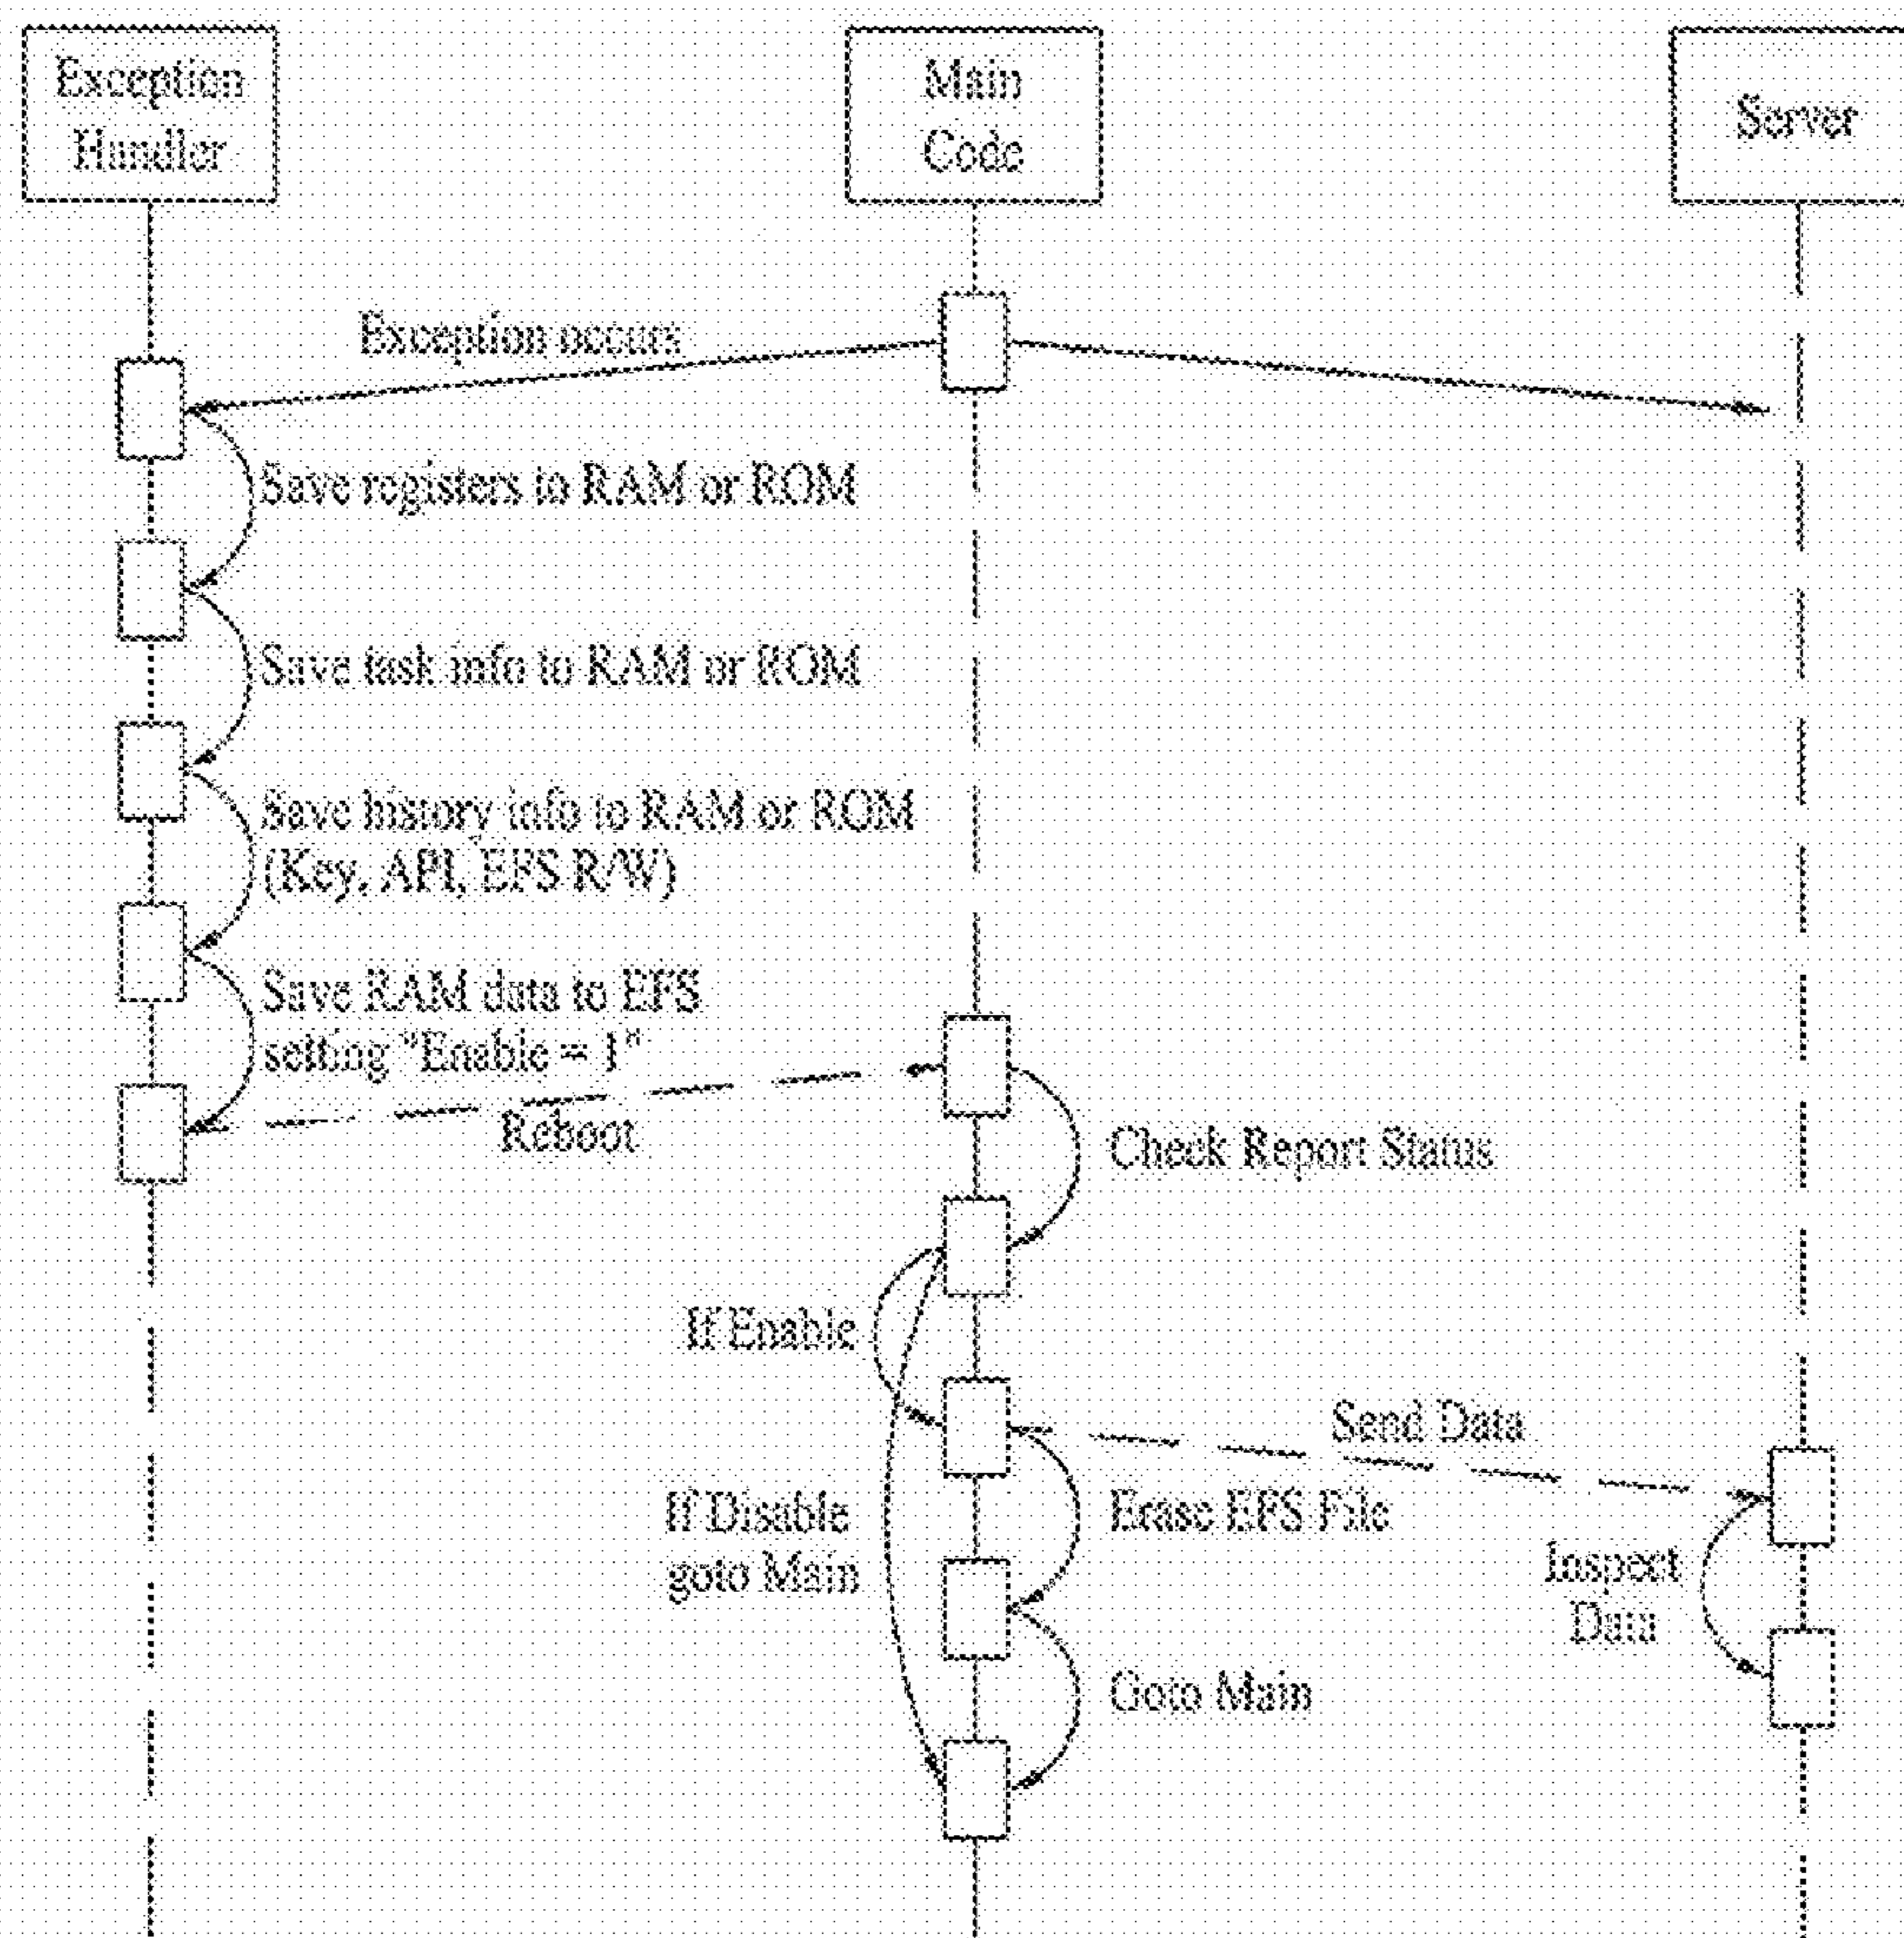 Exception
Handler
Main
Code
Server
Exception occurs
Save registers to RAM or ROM
Save task info to RAM or ROM
Save history info to RAM or ROM
(Key, API, EFS R/W)
Save RAM data to EFS
setting "Enable = 1"
Reboot
Check Report Status
If Enable
Send Data
If Disable
goto Main
Erase EFS File
Inspect
Data
Goto Main